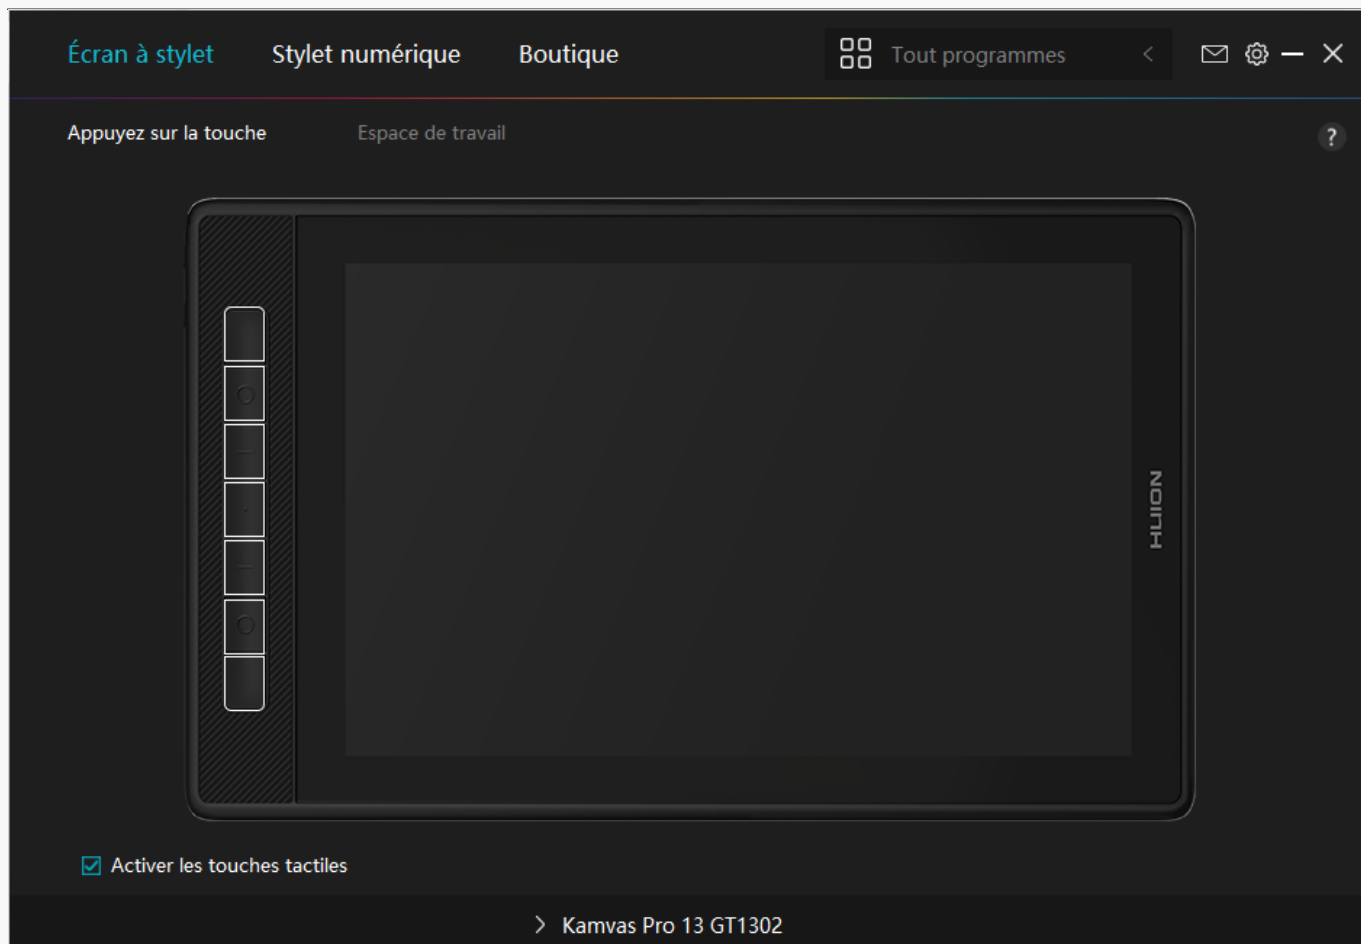 Écran à stylet Stylet numérique Boutique Tout programmes
Appuyez sur la touche Espace de travail ?
HUION
Activer les touches tactiles
Kamvas Pro 13 GT1302